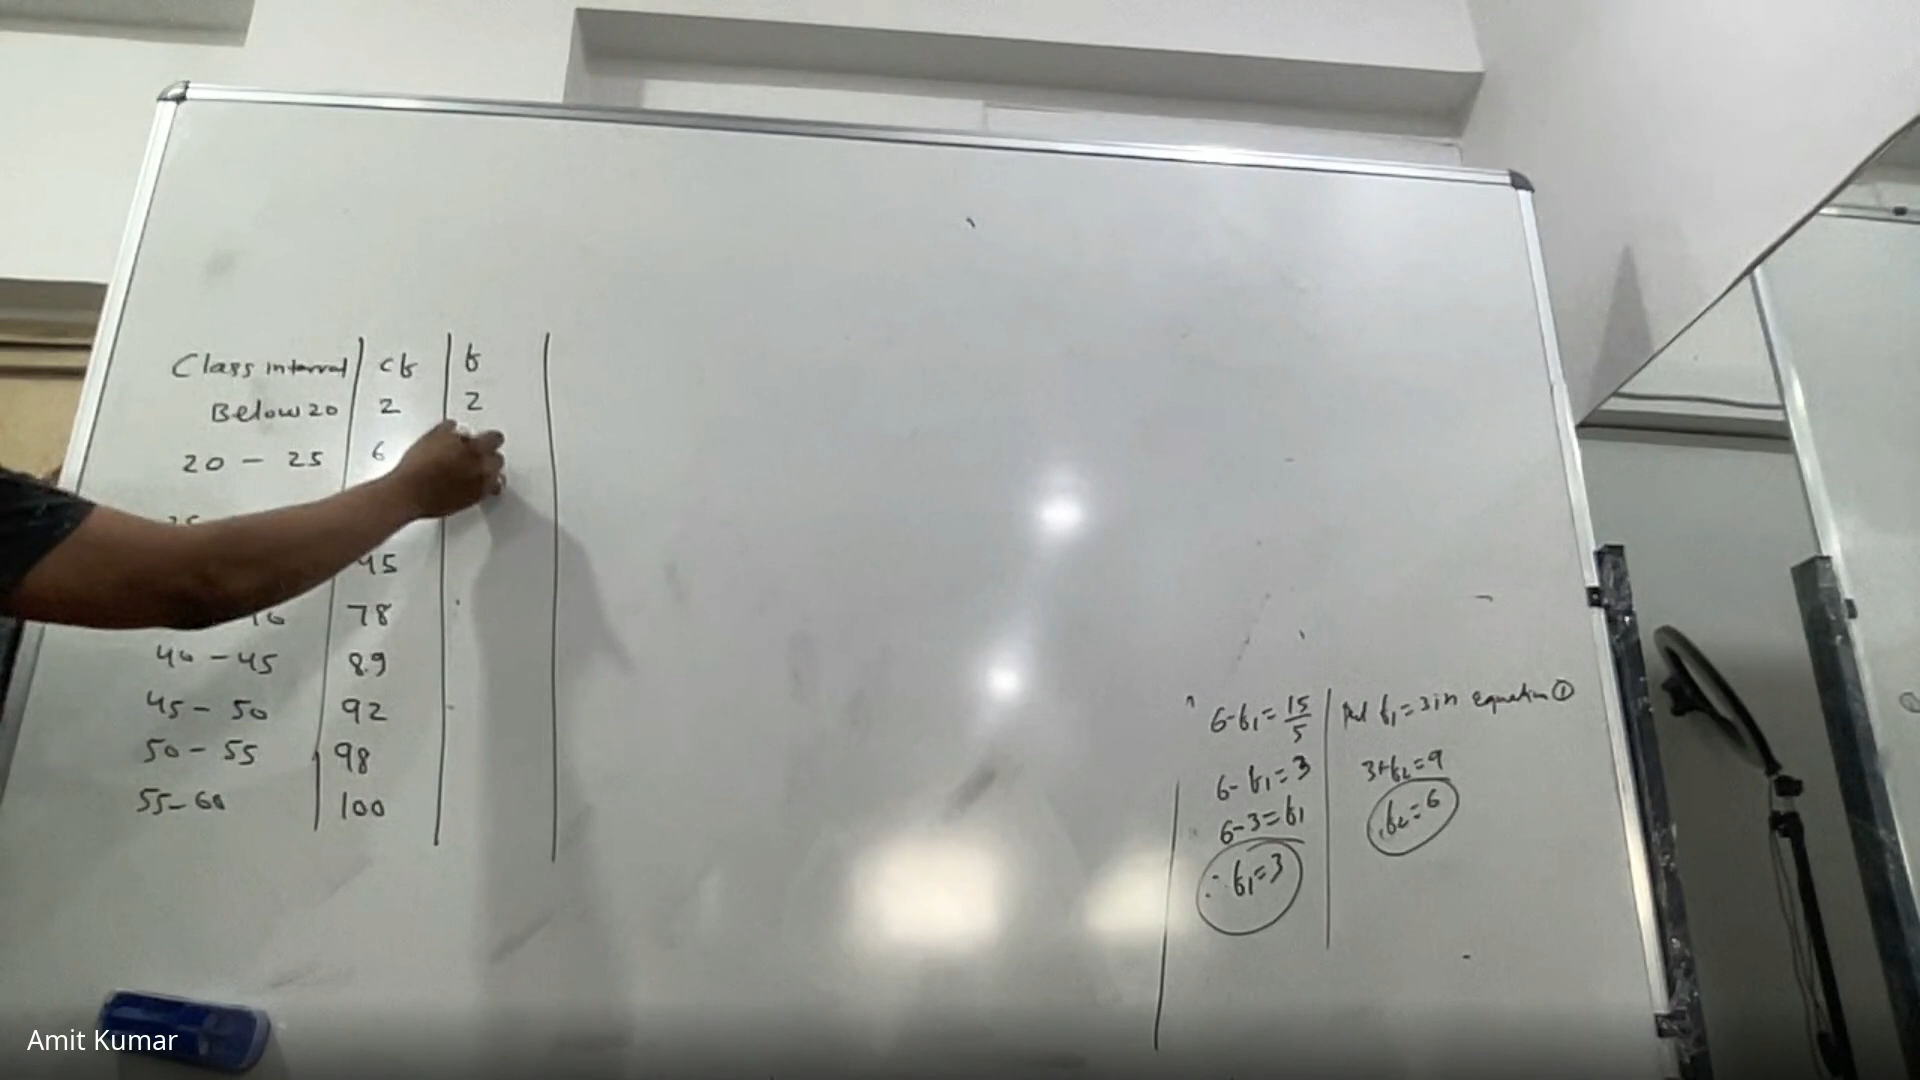 Class interval | cf | f
Below 20 | 2 | 2
20 - 25 | 6
45
78
40 - 45 | 89
45 - 50 | 92
50 - 55 | 98
55 - 60 | 100
6-f₁ = 15/5
6-f₁ = 3
6-3 = f₁
∴ f₁ = 3
Put f₁ = 3 in equation ①
3+f₂ = 9
f₂ = 6
Amit Kumar